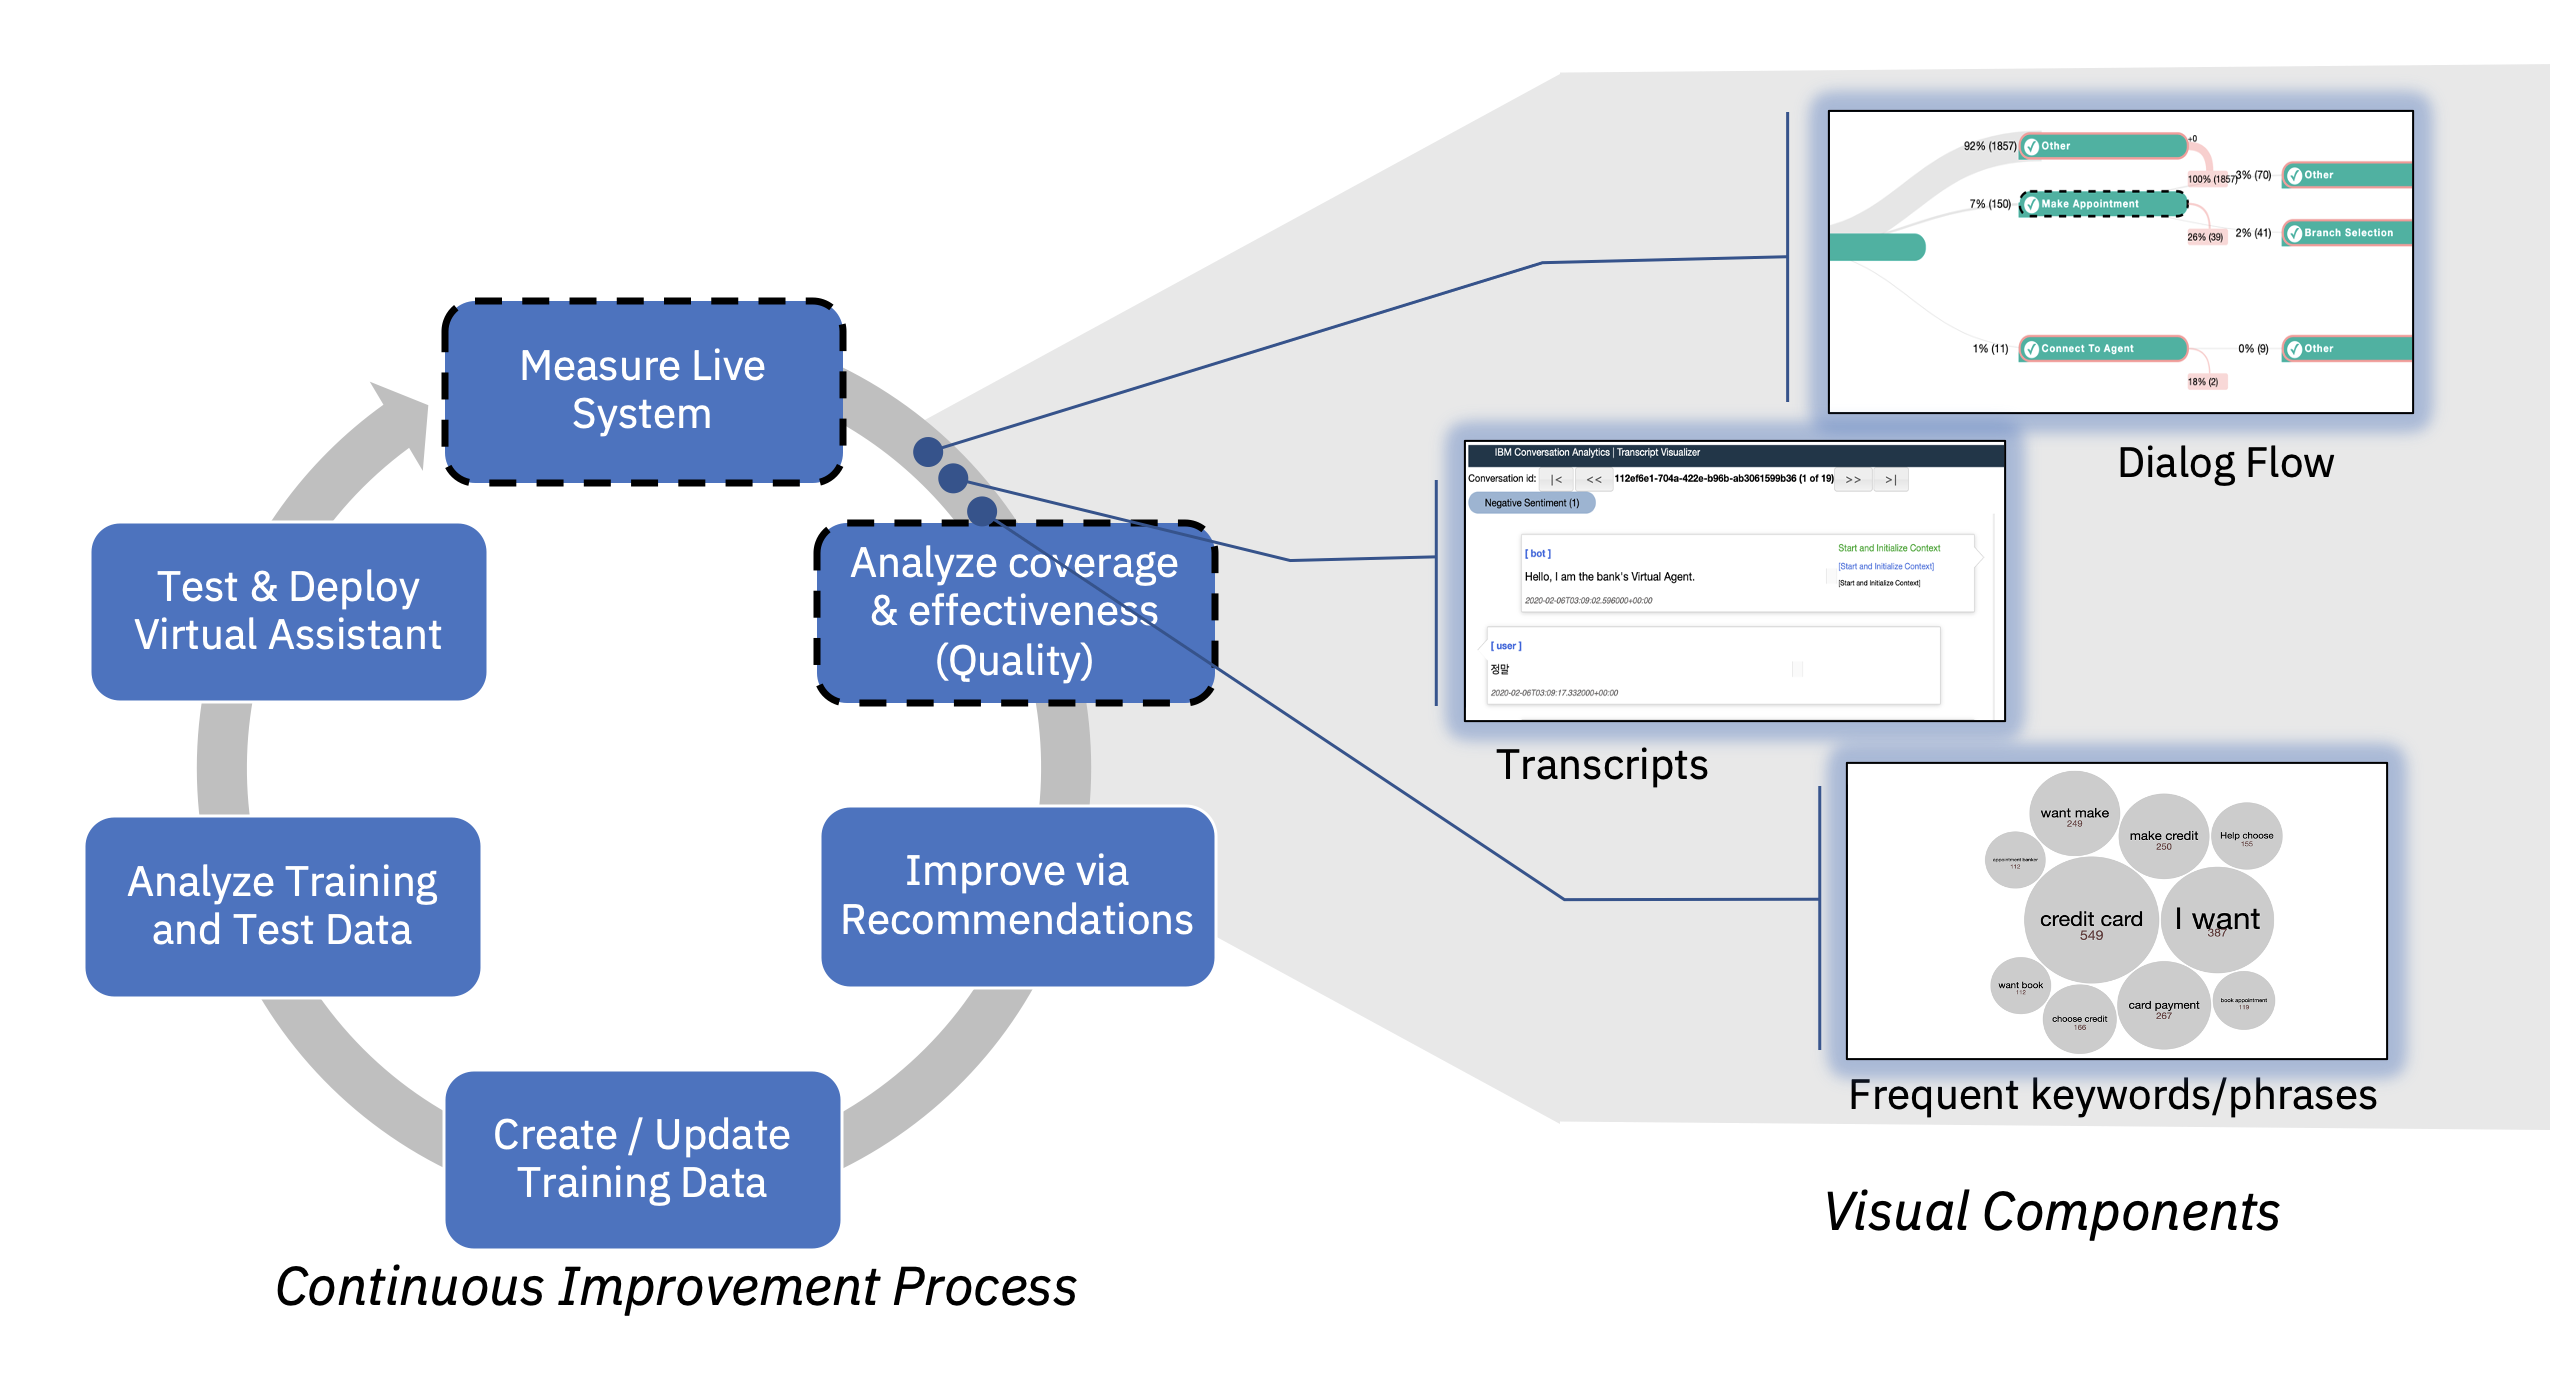 Measure Live
System
Analyze coverage
& effectiveness
(Quality)
Improve via
Recommendations
Create / Update
Training Data
Analyze Training
and Test Data
Test & Deploy
Virtual Assistant
Continuous Improvement Process
92% (1857)
Other
+0
100% (1857)
3% (70)
Other
7% (150)
Make Appointment
26% (39)
2% (41)
Branch Selection
1% (11)
Connect To Agent
18% (2)
0% (9)
Other
Dialog Flow
IBM Conversation Analytics | Transcript Visualizer
Conversation id: |< << 112ef6e1-704a-422e-b96b-ab3061599b36 (1 of 19) >> >|
Negative Sentiment (1)
[ bot ]
Hello, I am the bank's Virtual Agent.
2020-02-06T03:09:02.596000+00:00
Start and Initialize Context
[Start and Initialize Context]
[Start and Initialize Context]
[ user ]
정말
2020-02-06T03:09:17.332000+00:00
Transcripts
want make
249
make credit
250
Help choose
155
appointment banker
112
credit card
549
I want
387
want book
112
choose credit
166
card payment
267
book appointment
119
Frequent keywords/phrases
Visual Components